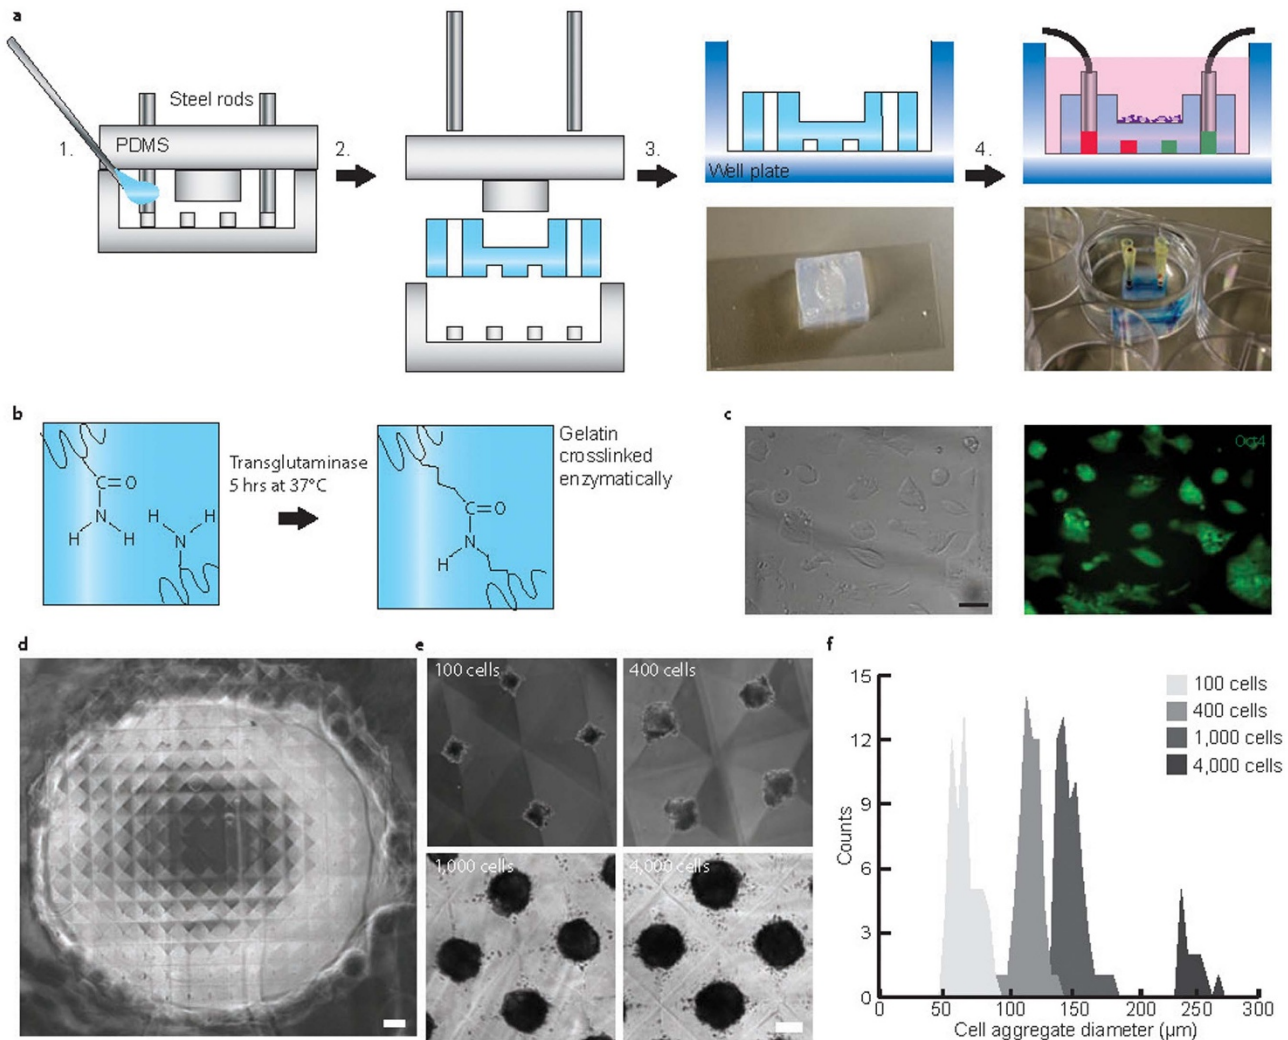 a
Steel rods
1.
PDMS
2.
3.
Well plate
4.
b
C=O
N
H
H
H
H
N
Transglutaminase
5 hrs at 37°C
C=O
N
H
Gelatin
crosslinked
enzymatically
c
Oct4
d
e
100 cells
400 cells
1,000 cells
4,000 cells
f
15
12
9
6
3
0
Counts
100 cells
400 cells
1,000 cells
4,000 cells
0
50
100
150
200
250
300
Cell aggregate diameter (µm)